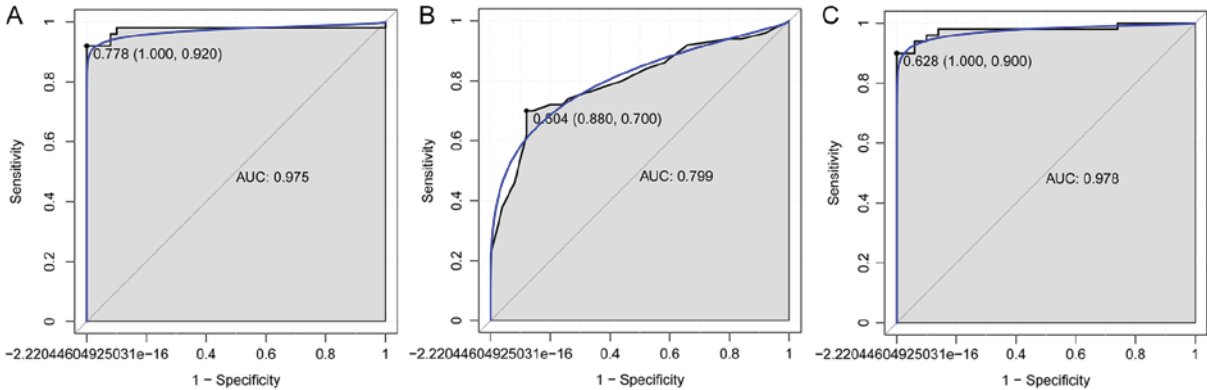 A
1
0.8
0.6
0.4
0.2
0
Sensitivity
0.778 (1.000, 0.920)
AUC: 0.975
−2.22044604925031e−16
0.4
0.6
0.8
1
1 − Specificity
B
1
0.8
0.6
0.4
0.2
0
Sensitivity
0.504 (0.880, 0.700)
AUC: 0.799
−2.22044604925031e−16
0.4
0.6
0.8
1
1 − Specificity
C
1
0.8
0.6
0.4
0.2
0
Sensitivity
0.628 (1.000, 0.900)
AUC: 0.978
−2.22044604925031e−16
0.4
0.6
0.8
1
1 − Specificity